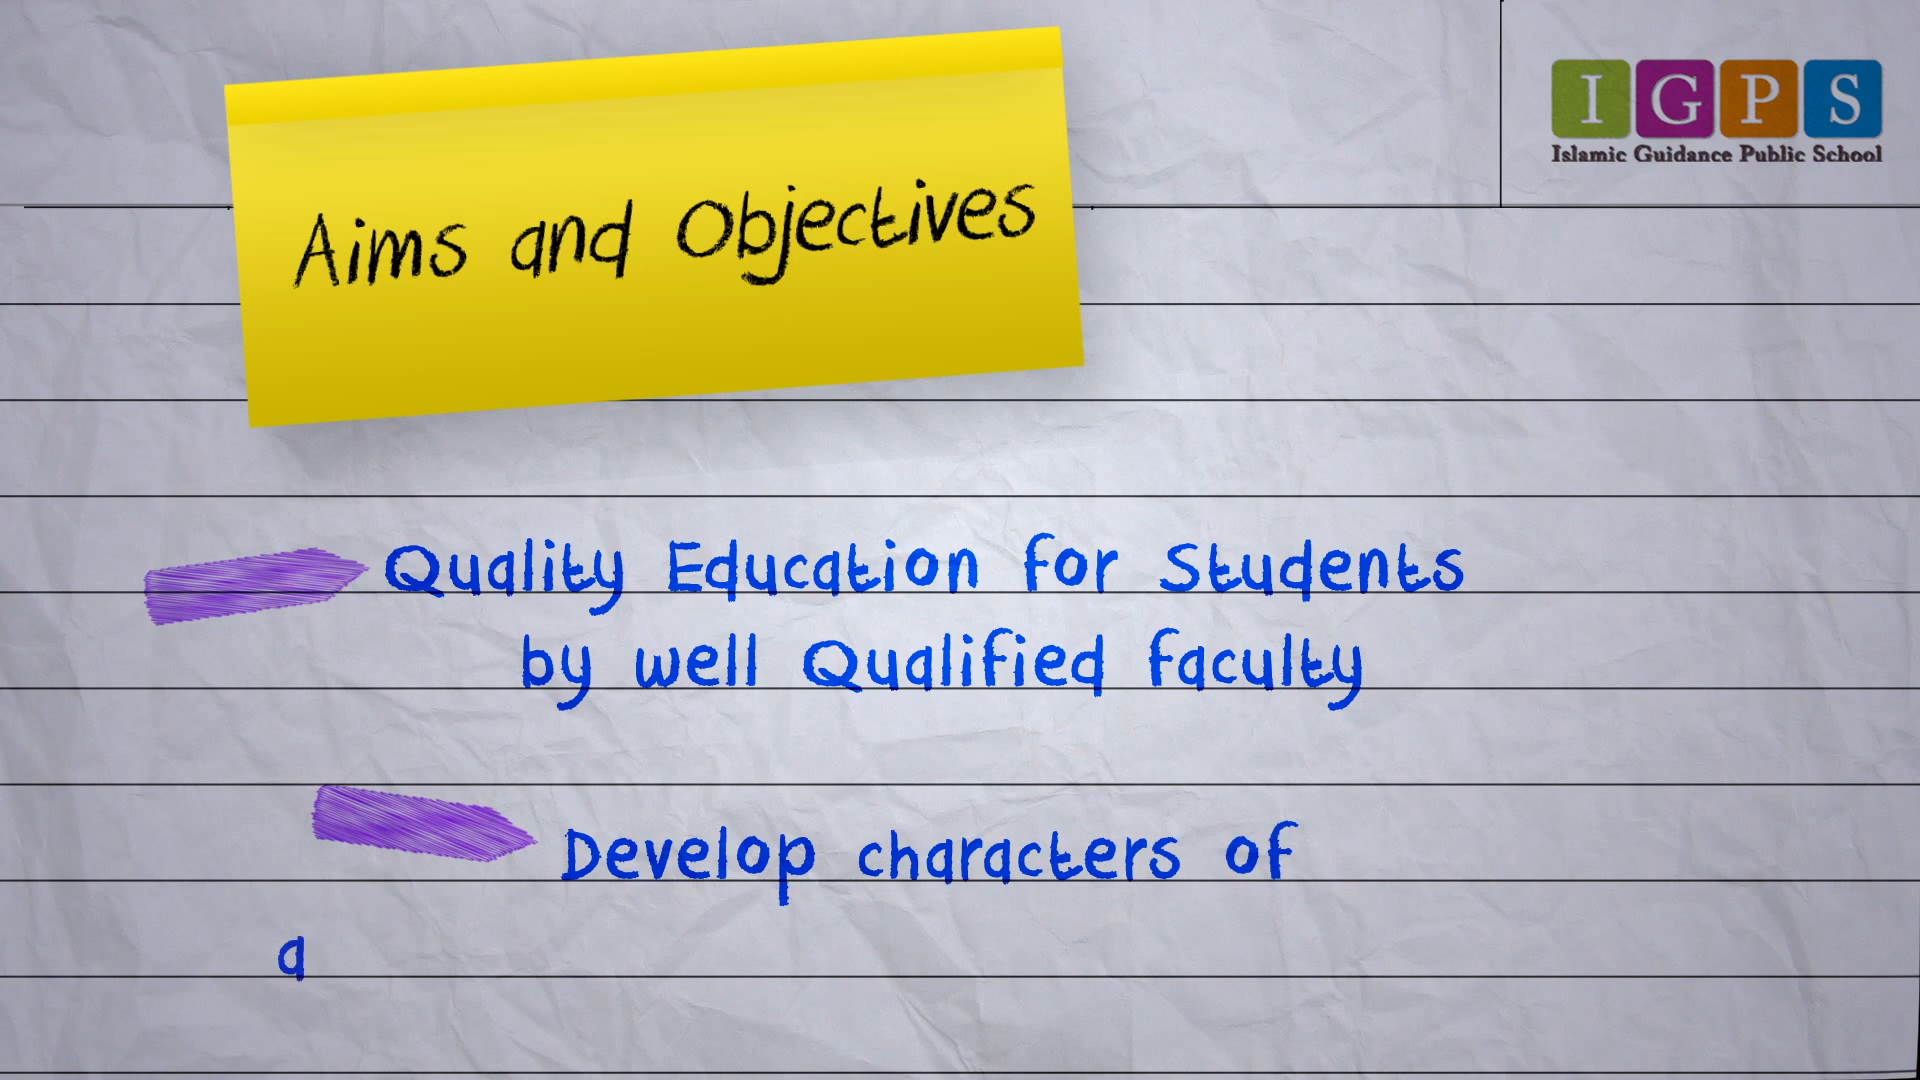 Aims and Objectives
I G P S
Islamic Guidance Public School
Quality Education for Students
by well Qualified faculty
Develop characters of
a